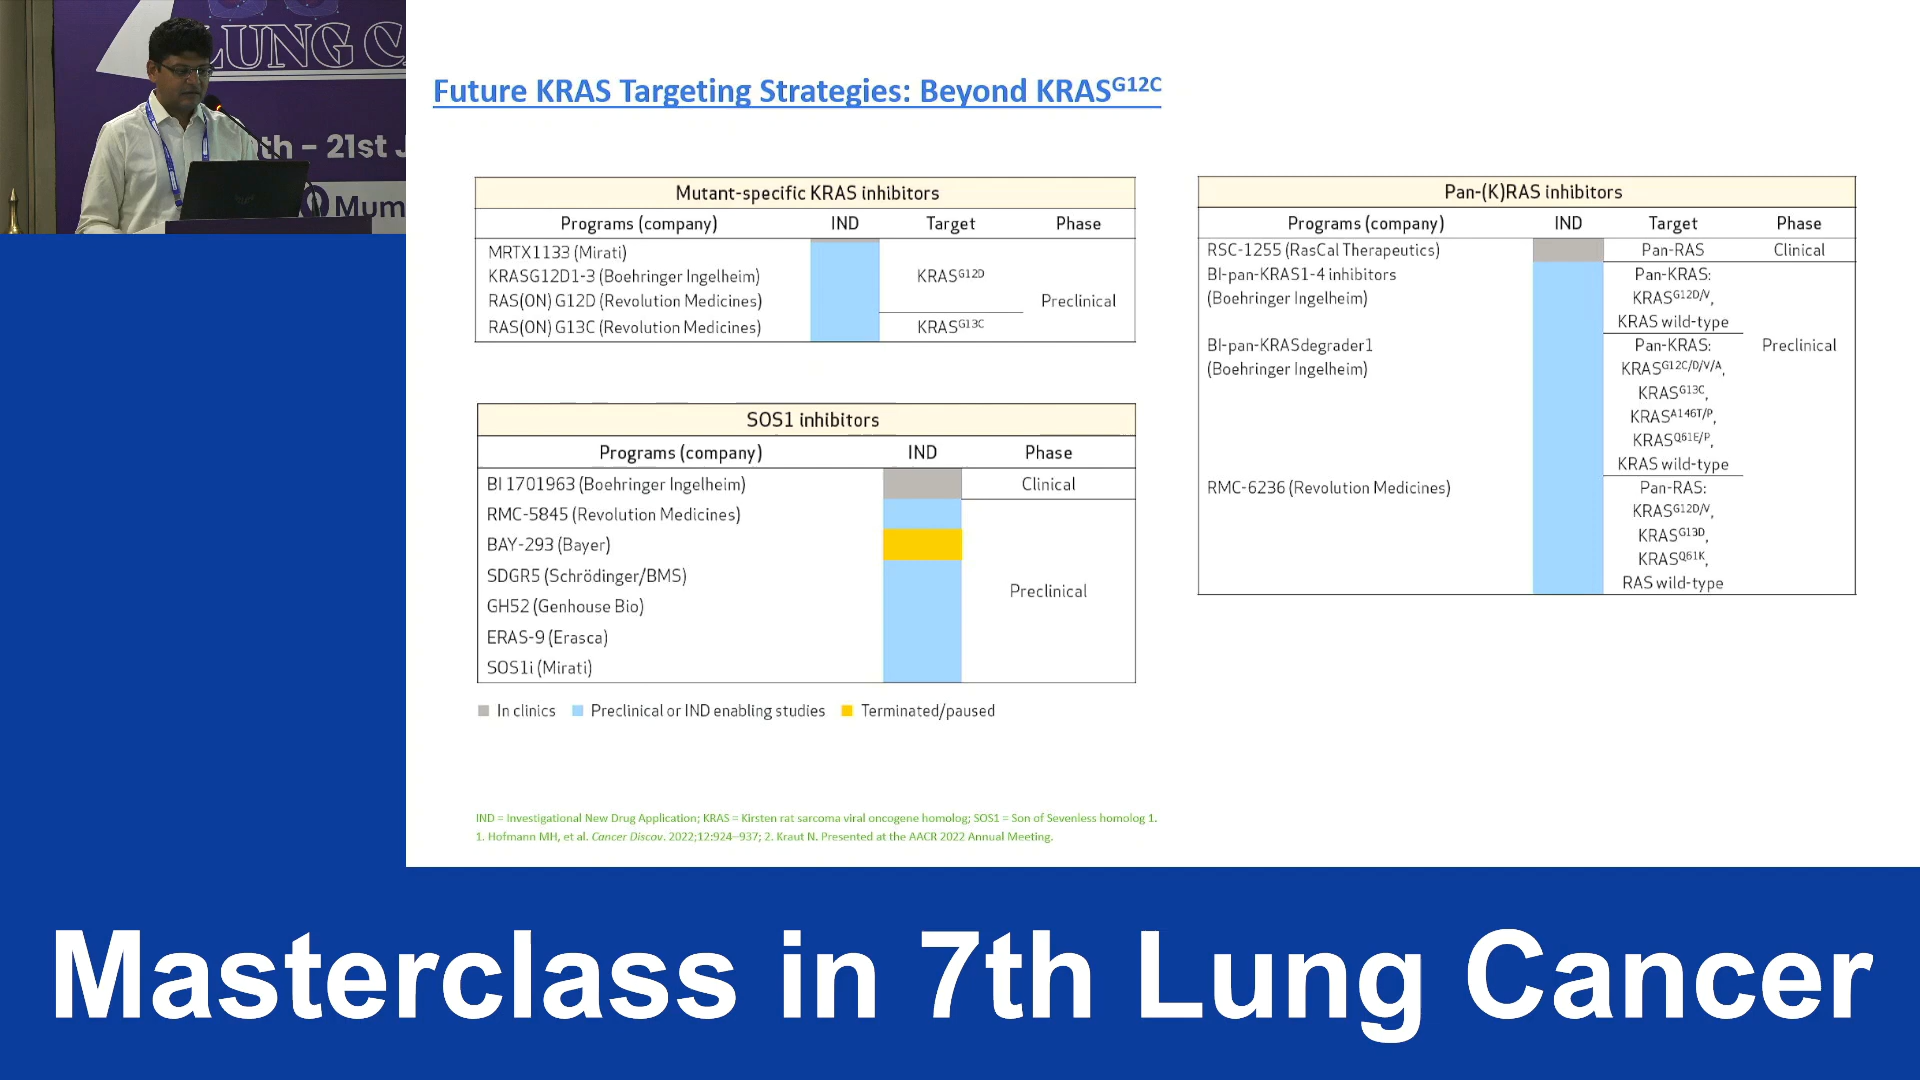 LUNG C
th - 21st J
Mum
Future KRAS Targeting Strategies: Beyond KRASG12C
Mutant-specific KRAS inhibitors
Programs (company) IND Target Phase
MRTX1133 (Mirati)
KRASG12D1-3 (Boehringer Ingelheim) KRASG12D
RAS(ON) G12D (Revolution Medicines) Preclinical
RAS(ON) G13C (Revolution Medicines) KRASG13C
SOS1 inhibitors
Programs (company) IND Phase
BI 1701963 (Boehringer Ingelheim) Clinical
RMC-5845 (Revolution Medicines)
BAY-293 (Bayer)
SDGR5 (Schrödinger/BMS)
Preclinical
GH52 (Genhouse Bio)
ERAS-9 (Erasca)
SOS1i (Mirati)
In clinics Preclinical or IND enabling studies Terminated/paused
Pan-(K)RAS inhibitors
Programs (company) IND Target Phase
RSC-1255 (RasCal Therapeutics) Pan-RAS Clinical
BI-pan-KRAS1-4 inhibitors Pan-KRAS:
(Boehringer Ingelheim) KRASG12D/V,
KRAS wild-type
BI-pan-KRASdegrader1 Pan-KRAS: Preclinical
(Boehringer Ingelheim) KRASG12C/D/V/A,
KRASG13C,
KRASA146T/P,
KRASQ61E/P,
KRAS wild-type
RMC-6236 (Revolution Medicines) Pan-RAS:
KRASG12D/V,
KRASG13D,
KRASQ61K,
RAS wild-type
IND = Investigational New Drug Application; KRAS = Kirsten rat sarcoma viral oncogene homolog; SOS1 = Son of Sevenless homolog 1.
1. Hofmann MH, et al. Cancer Discov. 2022;12:924–937; 2. Kraut N. Presented at the AACR 2022 Annual Meeting.
Masterclass in 7th Lung Cancer